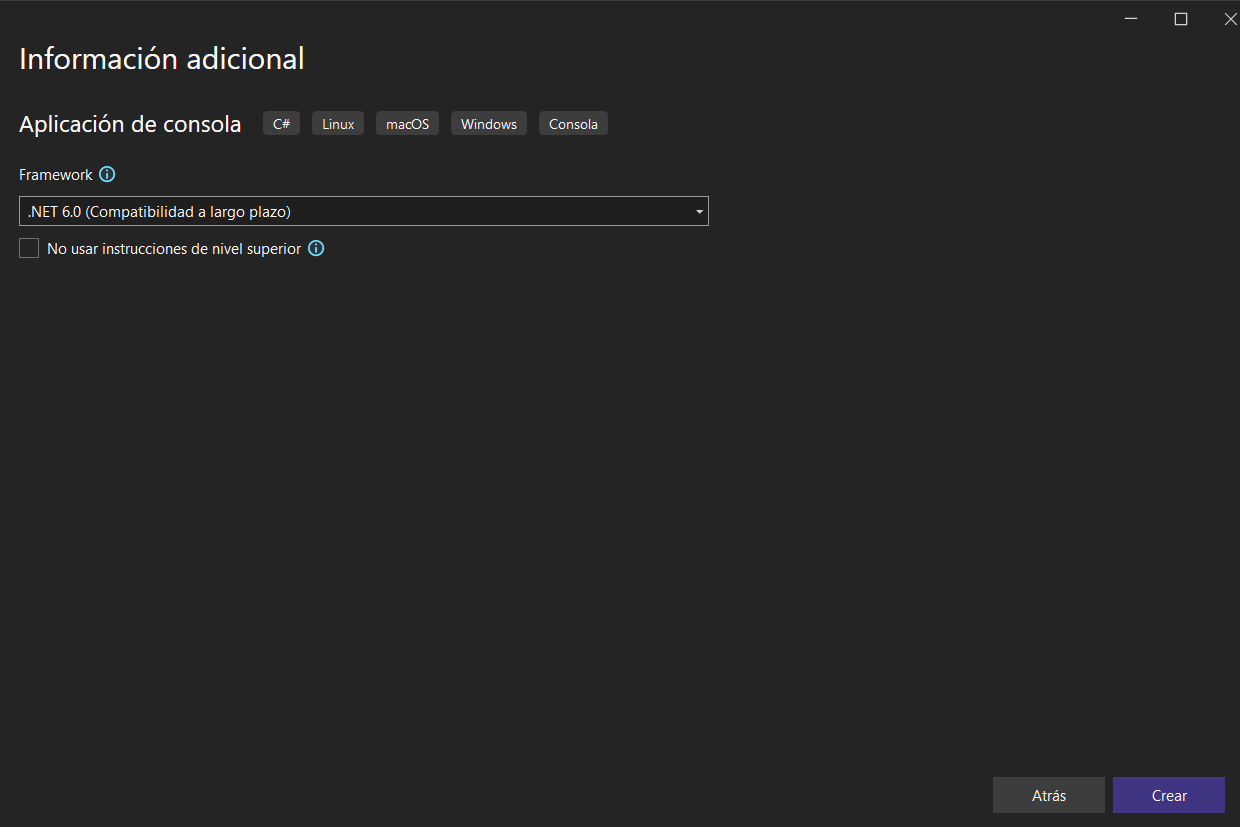 Información adicional
Aplicación de consola C# Linux macOS Windows Consola
Framework
.NET 6.0 (Compatibilidad a largo plazo)
No usar instrucciones de nivel superior
Atrás Crear